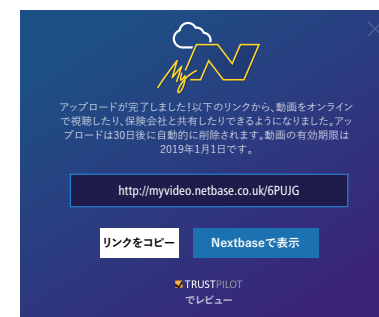 My N
アップロードが完了しました!以下のリンクから、動画をオンライン
で視聴したり、保険会社と共有したりできるようになりました。アッ
プロードは30日後に自動的に削除されます。動画の有効期限は
2019年1月1日です。
http://myvideo.netbase.co.uk/6PUJG
リンクをコピー
Nextbaseで表示
TRUSTPILOT
でレビュー